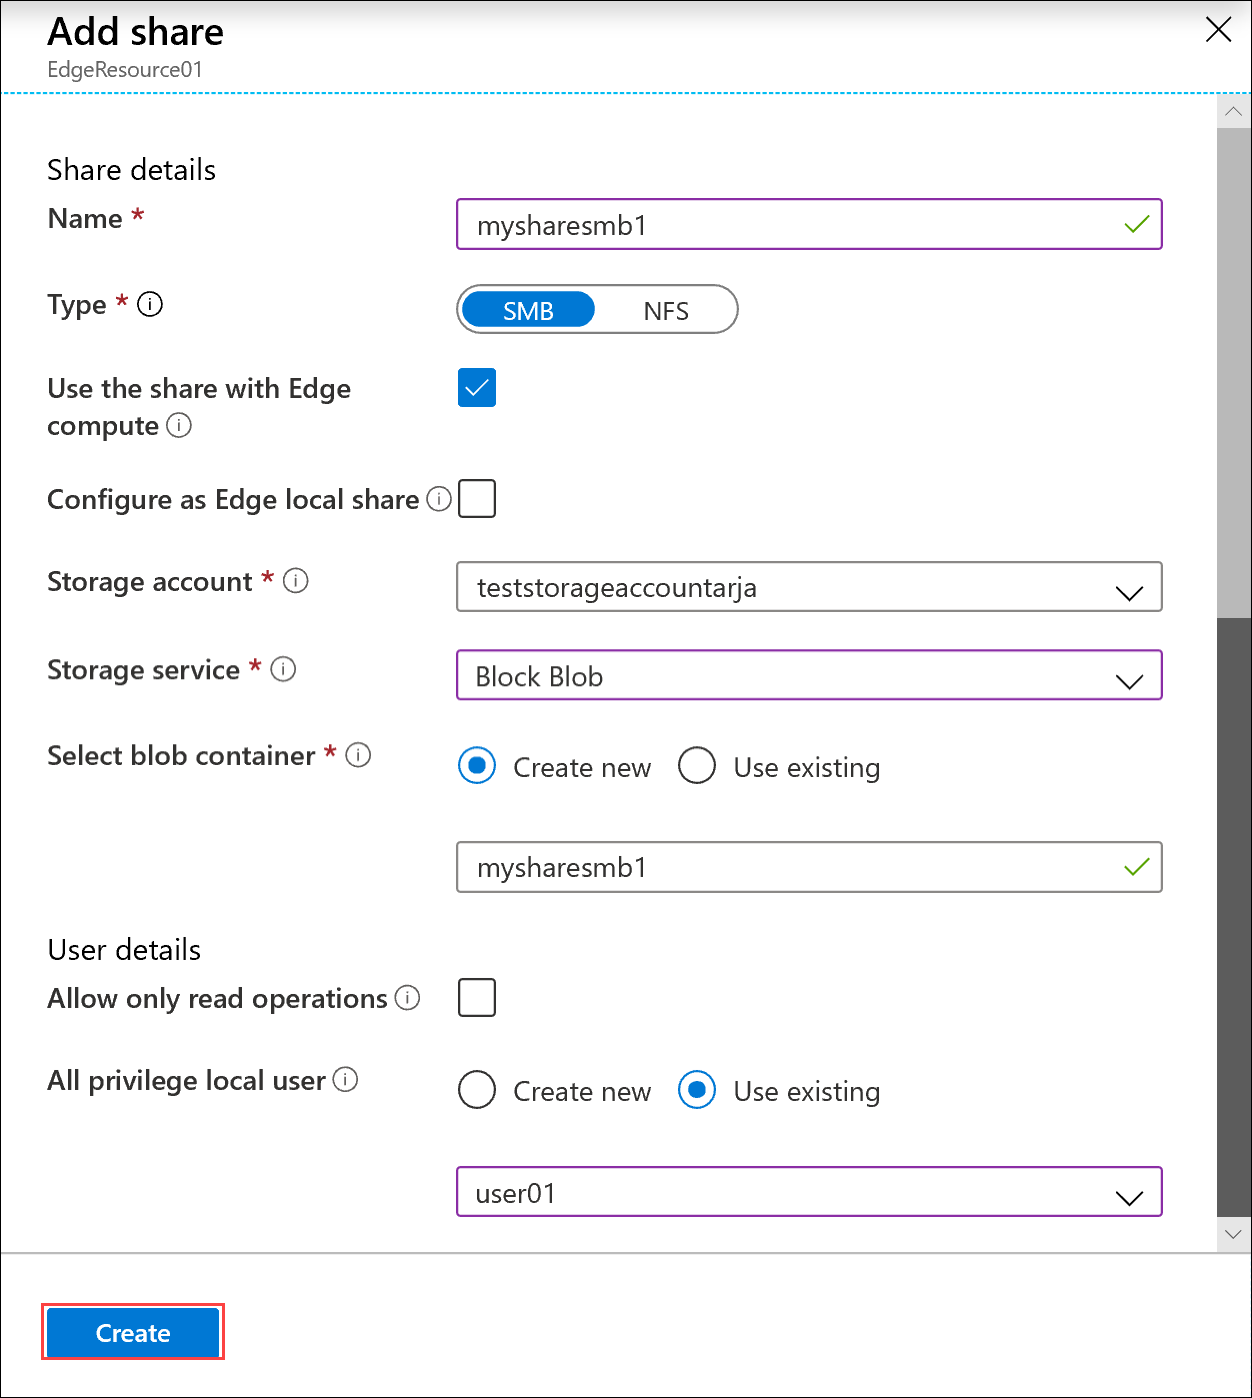 Add share
EdgeResource01
Share details
Name *
mysharesmb1
Type *
SMB NFS
Use the share with Edge
compute
Configure as Edge local share
Storage account *
teststorageaccountarja
Storage service *
Block Blob
Select blob container *
Create new Use existing
mysharesmb1
User details
Allow only read operations
All privilege local user
Create new Use existing
user01
Create